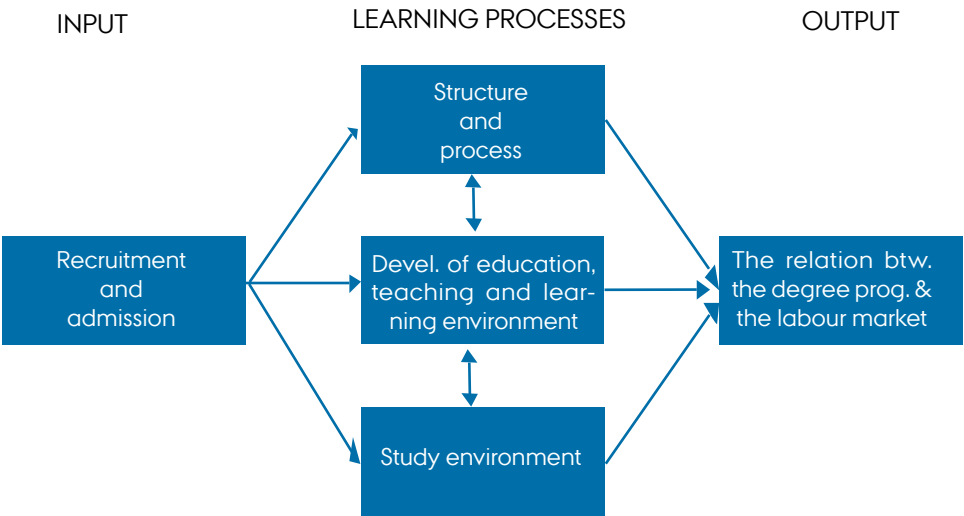 INPUT
LEARNING PROCESSES
OUTPUT
Structure
and
process
Recruitment
and
admission
Devel. of education,
teaching and lear-
ning environment
The relation btw.
the degree prog. &
the labour market
Study environment